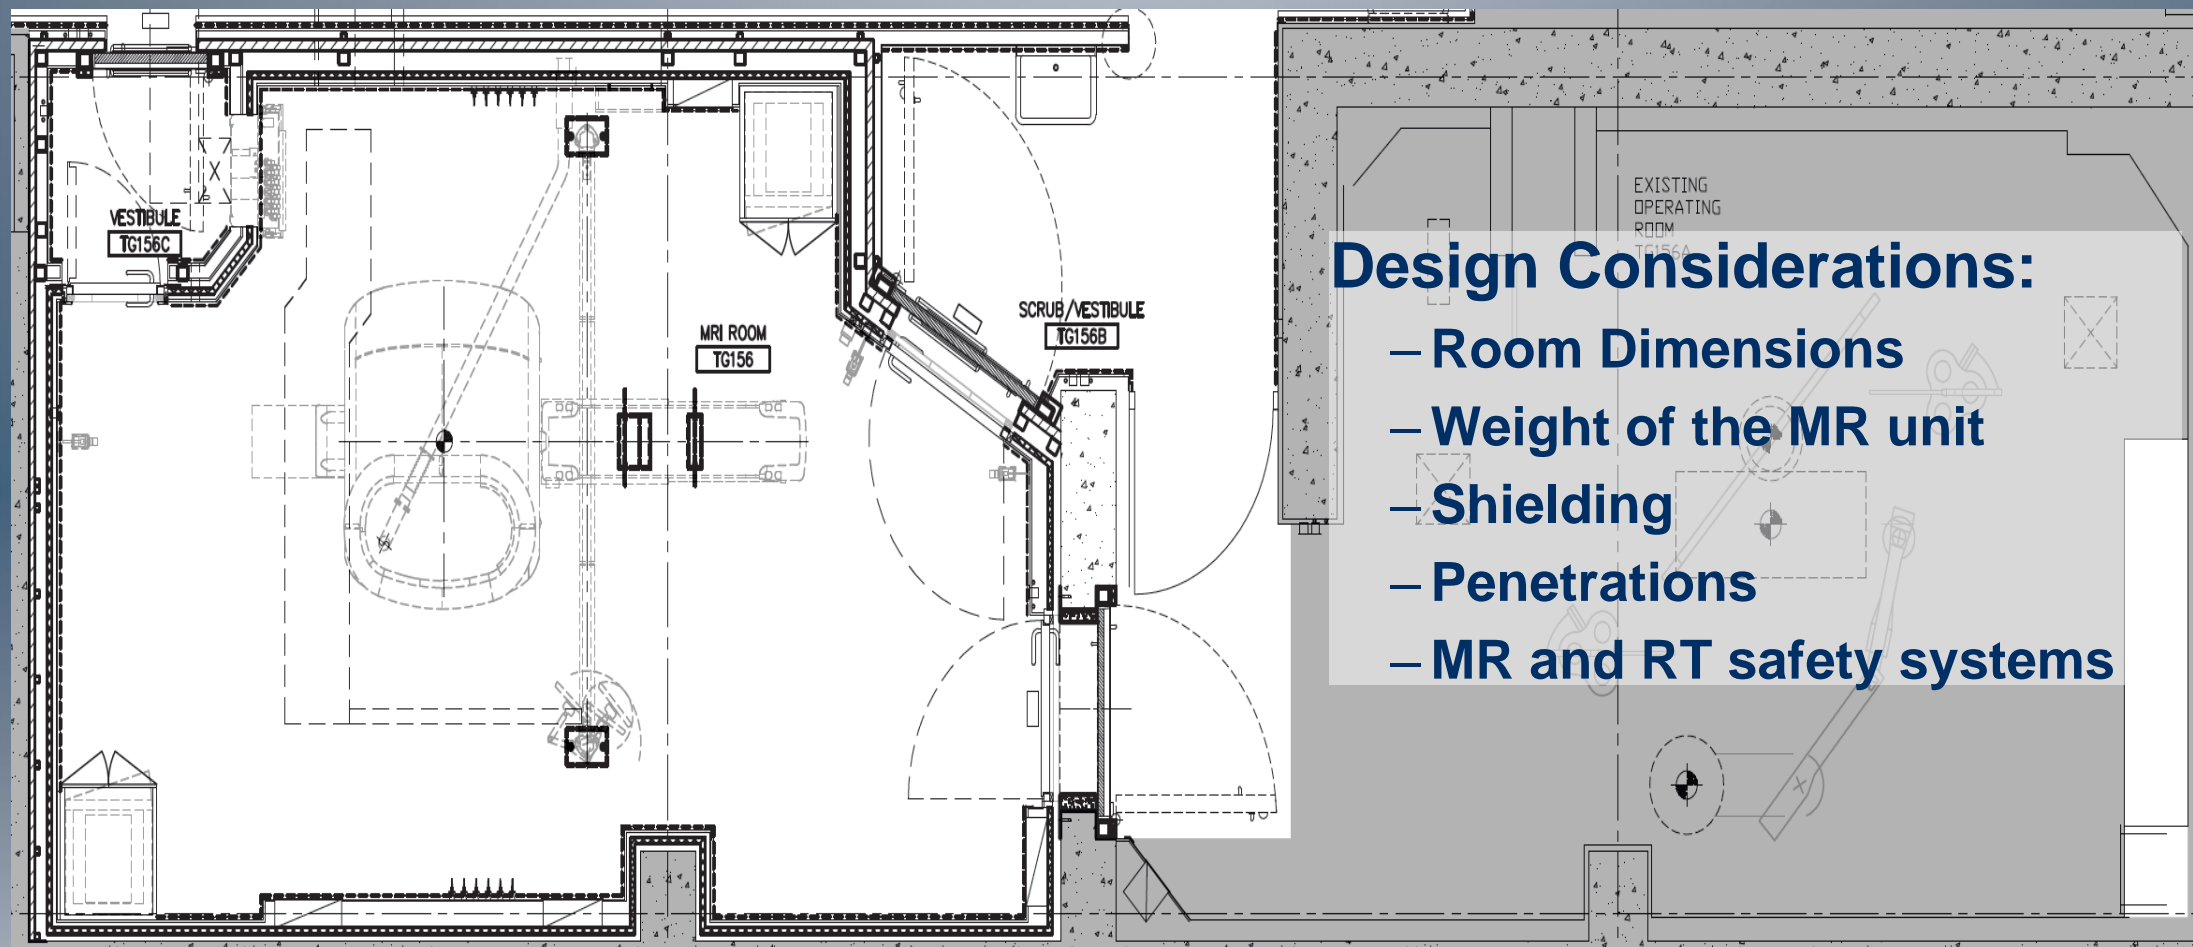 VESTIBULE
TG156C
MRI ROOM
TG156
SCRUB/VESTIBULE
TG156B
EXISTING
OPERATING
ROOM
TG156A
Design Considerations:
– Room Dimensions
– Weight of the MR unit
– Shielding
– Penetrations
– MR and RT safety systems